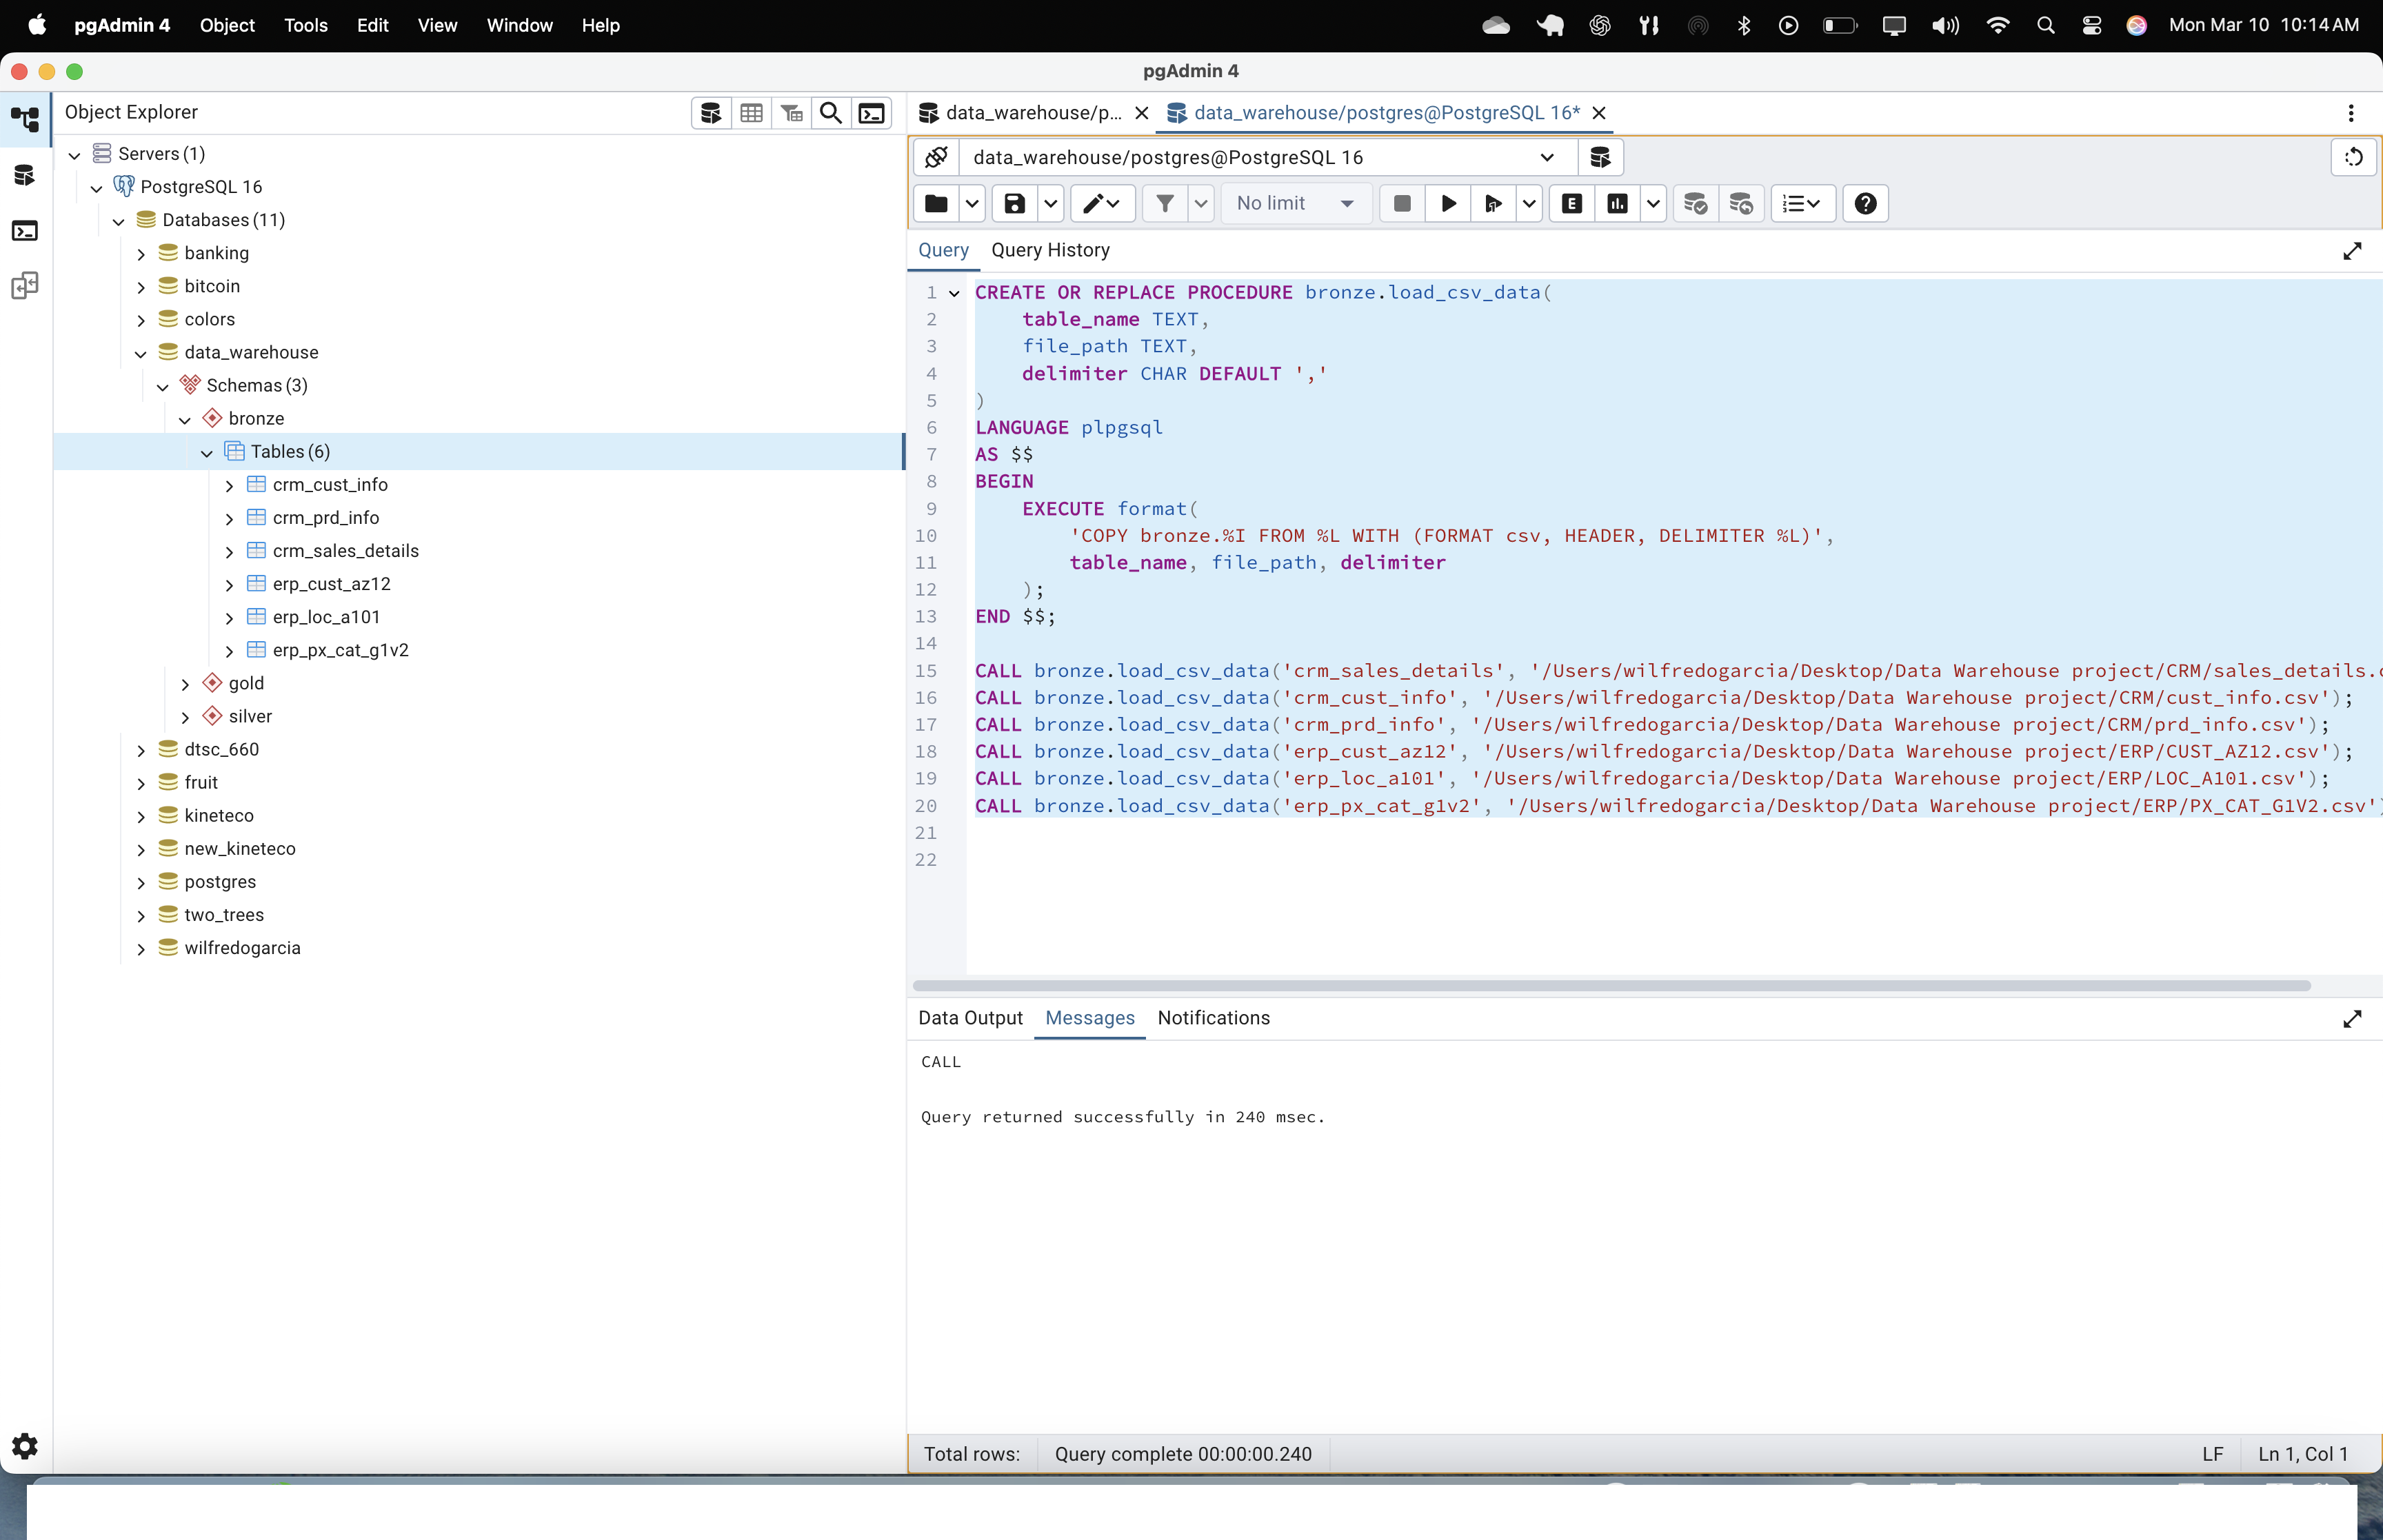 pgAdmin 4 Object Tools Edit View Window Help Mon Mar 10 10:14 AM
pgAdmin 4
Object Explorer
Servers (1)
PostgreSQL 16
Databases (11)
banking
bitcoin
colors
data_warehouse
Schemas (3)
bronze
Tables (6)
crm_cust_info
crm_prd_info
crm_sales_details
erp_cust_az12
erp_loc_a101
erp_px_cat_g1v2
gold
silver
dtsc_660
fruit
kineteco
new_kineteco
postgres
two_trees
wilfredogarcia
data_warehouse/p... data_warehouse/postgres@PostgreSQL 16*
data_warehouse/postgres@PostgreSQL 16
No limit E
Query Query History
1 CREATE OR REPLACE PROCEDURE bronze.load_csv_data(
2 table_name TEXT,
3 file_path TEXT,
4 delimiter CHAR DEFAULT ','
5 )
6 LANGUAGE plpgsql
7 AS $$
8 BEGIN
9 EXECUTE format(
10 'COPY bronze.%I FROM %L WITH (FORMAT csv, HEADER, DELIMITER %L)',
11 table_name, file_path, delimiter
12 );
13 END $$;
14
15 CALL bronze.load_csv_data('crm_sales_details', '/Users/wilfredogarcia/Desktop/Data Warehouse project/CRM/sales_details.c
16 CALL bronze.load_csv_data('crm_cust_info', '/Users/wilfredogarcia/Desktop/Data Warehouse project/CRM/cust_info.csv');
17 CALL bronze.load_csv_data('crm_prd_info', '/Users/wilfredogarcia/Desktop/Data Warehouse project/CRM/prd_info.csv');
18 CALL bronze.load_csv_data('erp_cust_az12', '/Users/wilfredogarcia/Desktop/Data Warehouse project/ERP/CUST_AZ12.csv');
19 CALL bronze.load_csv_data('erp_loc_a101', '/Users/wilfredogarcia/Desktop/Data Warehouse project/ERP/LOC_A101.csv');
20 CALL bronze.load_csv_data('erp_px_cat_g1v2', '/Users/wilfredogarcia/Desktop/Data Warehouse project/ERP/PX_CAT_G1V2.csv')
21
22
Data Output Messages Notifications
CALL
Query returned successfully in 240 msec.
Total rows: Query complete 00:00:00.240 LF Ln 1, Col 1